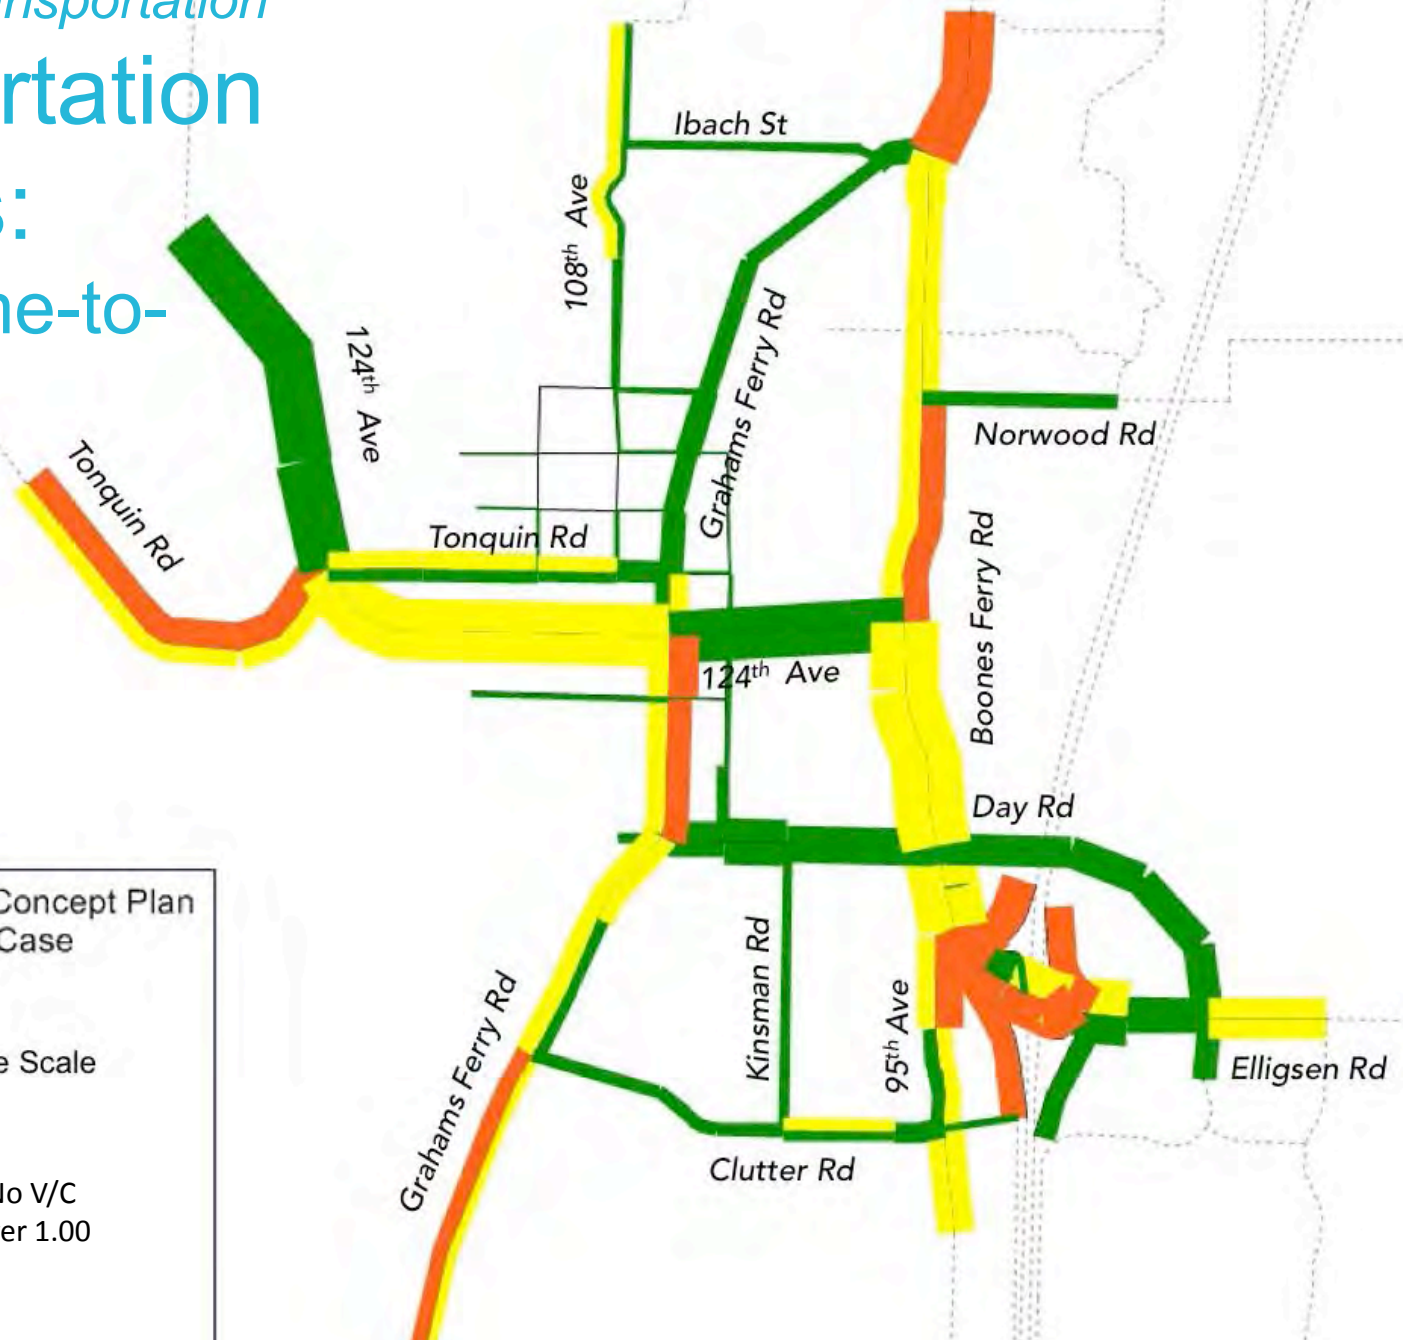 rtation
Ibach St
108th Ave
124th Ave
Grahams Ferry Rd
Tonquin Rd
Norwood Rd
Tonquin Rd
Boones Ferry Rd
124th Ave
Day Rd
Concept Plan
Case
Kinsman Rd
95th Ave
Grahams Ferry Rd
Scale
Elligsen Rd
Clutter Rd
No V/C
er 1.00
s:
ne-to-
nsportation